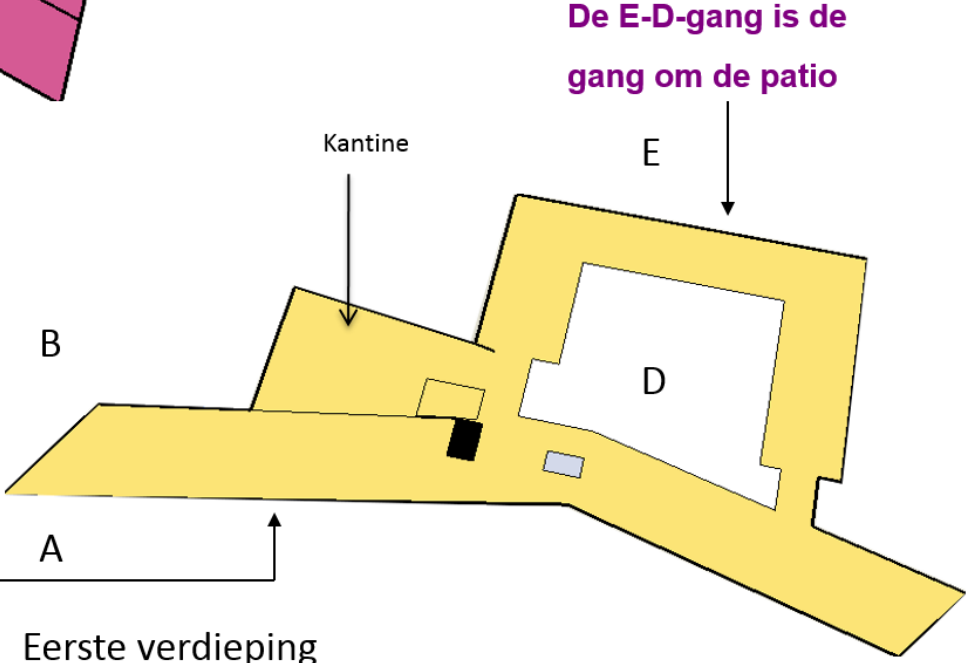 De E-D-gang is de
gang om de patio
Kantine
E
B
D
A
Eerste verdieping